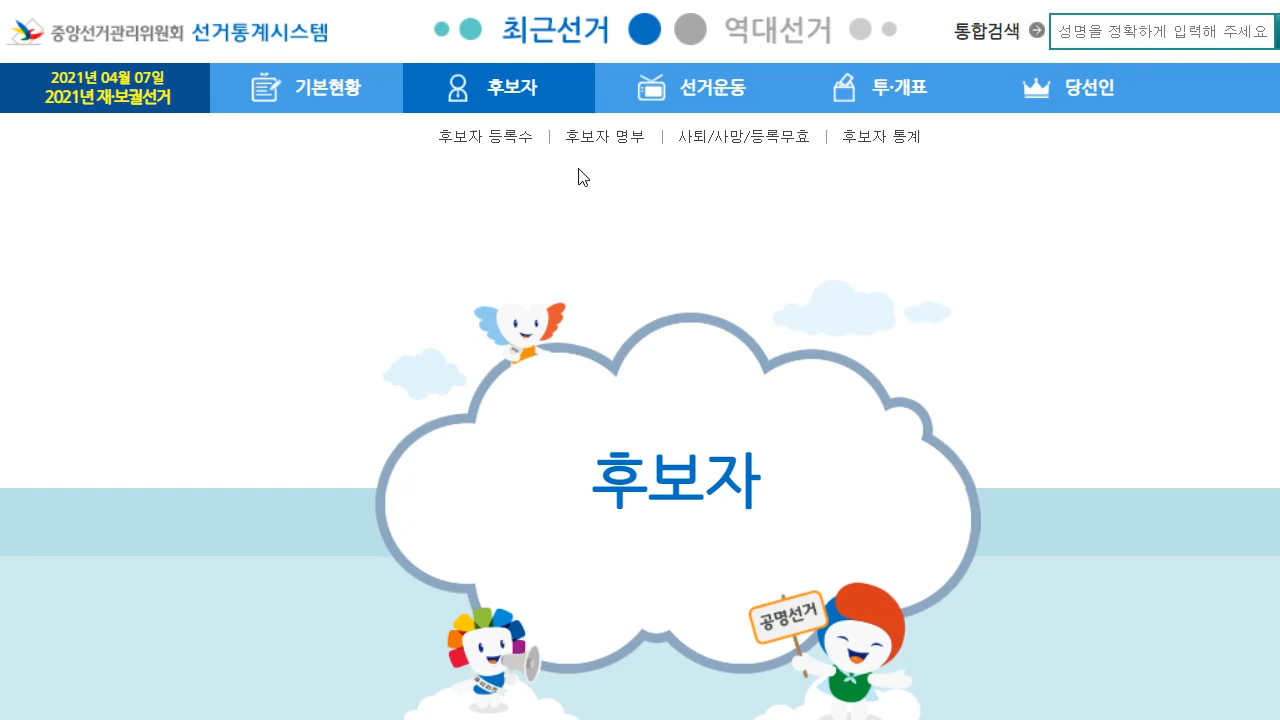 중앙선거관리위원회 선거통계시스템
최근선거 역대선거
통합검색 성명을 정확하게 입력해 주세요
2021년 04월 07일
2021년 재·보궐선거
기본현황 후보자 선거운동 투·개표 당선인
후보자 등록수 | 후보자 명부 | 사퇴/사망/등록무효 | 후보자 통계
후보자
공명선거